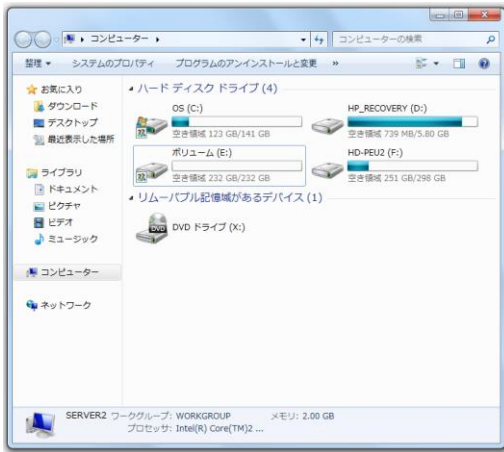 コンピューター
コンピューターの検索
整理 システムのプロパティ プログラムのアンインストールと変更 »
お気に入り
ダウンロード
デスクトップ
最近表示した場所
ライブラリ
ドキュメント
ピクチャ
ビデオ
ミュージック
コンピューター
ネットワーク
ハード ディスク ドライブ (4)
OS (C:)
空き領域 123 GB/141 GB
HP_RECOVERY (D:)
空き領域 739 MB/5.80 GB
ボリューム (E:)
空き領域 232 GB/232 GB
HD-PEU2 (F:)
空き領域 251 GB/298 GB
リムーバブル記憶域があるデバイス (1)
DVD
DVD ドライブ (X:)
SERVER2 ワークグループ: WORKGROUP メモリ: 2.00 GB
プロセッサ: Intel(R) Core(TM)2 ...